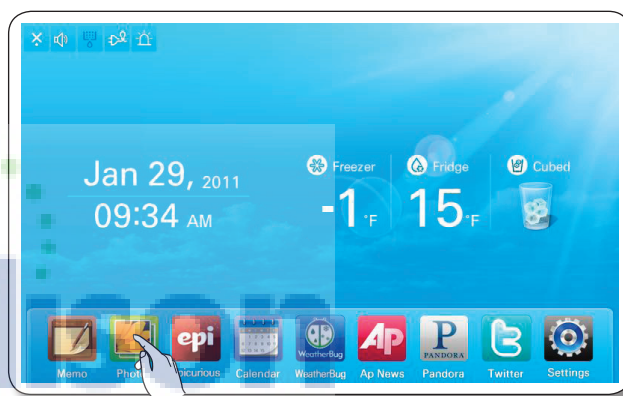 Freezer Fridge Cubed
Jan 29, 2011
-1 °F 15 °F
09:34 AM
epi WeatherBug AP P PANDORA
Memo Photos Epicurious Calendar WeatherBug Ap News Pandora Twitter Settings